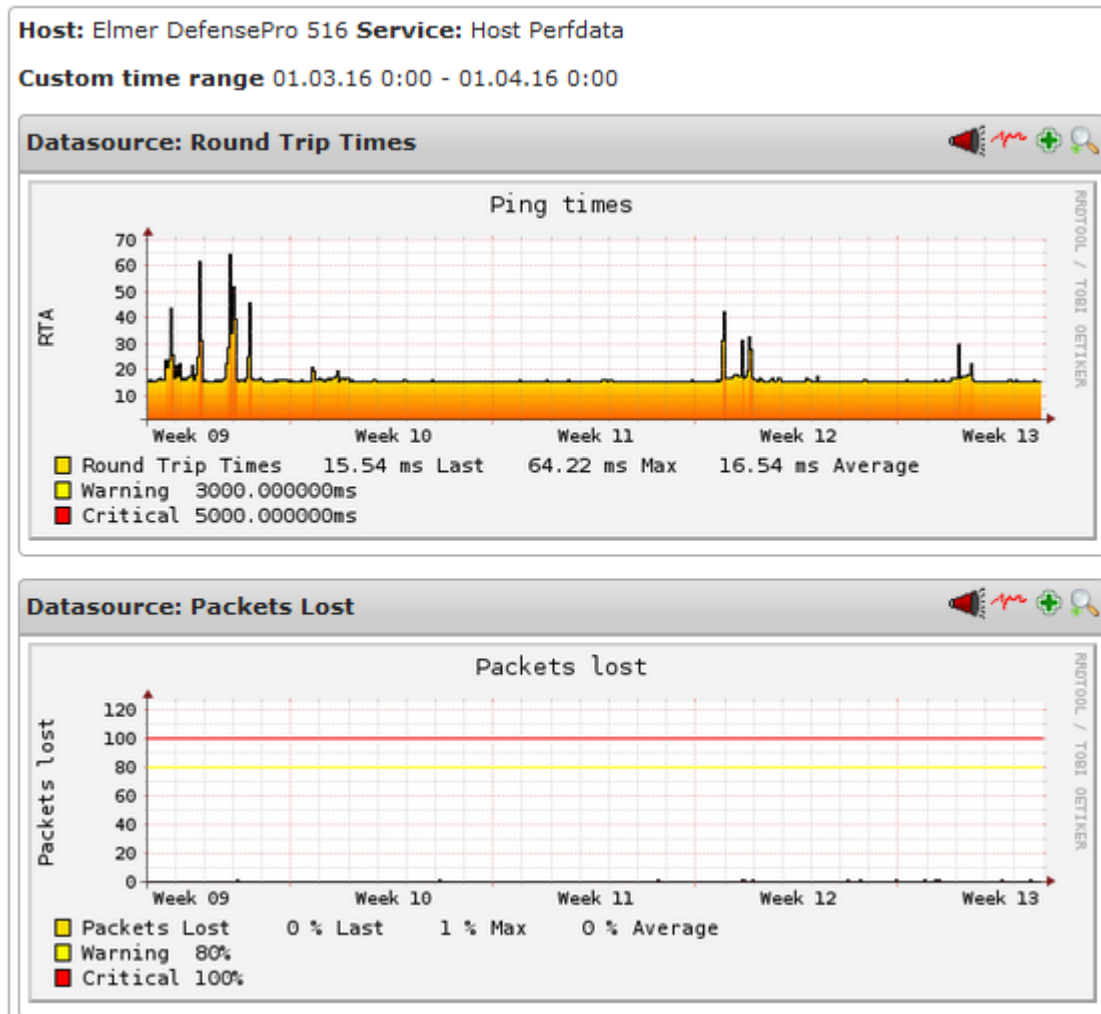 Host: Elmer DefensePro 516 Service: Host Perfdata
Custom time range 01.03.16 0:00 - 01.04.16 0:00
Datasource: Round Trip Times
Ping times
RRDTOOL / TOBI OETIKER
RTA
70
60
50
40
30
20
10
Week 09 Week 10 Week 11 Week 12 Week 13
Round Trip Times 15.54 ms Last 64.22 ms Max 16.54 ms Average
Warning 3000.000000ms
Critical 5000.000000ms
Datasource: Packets Lost
Packets lost
RRDTOOL / TOBI OETIKER
Packets lost
120
100
80
60
40
20
0
Week 09 Week 10 Week 11 Week 12 Week 13
Packets Lost 0 % Last 1 % Max 0 % Average
Warning 80%
Critical 100%